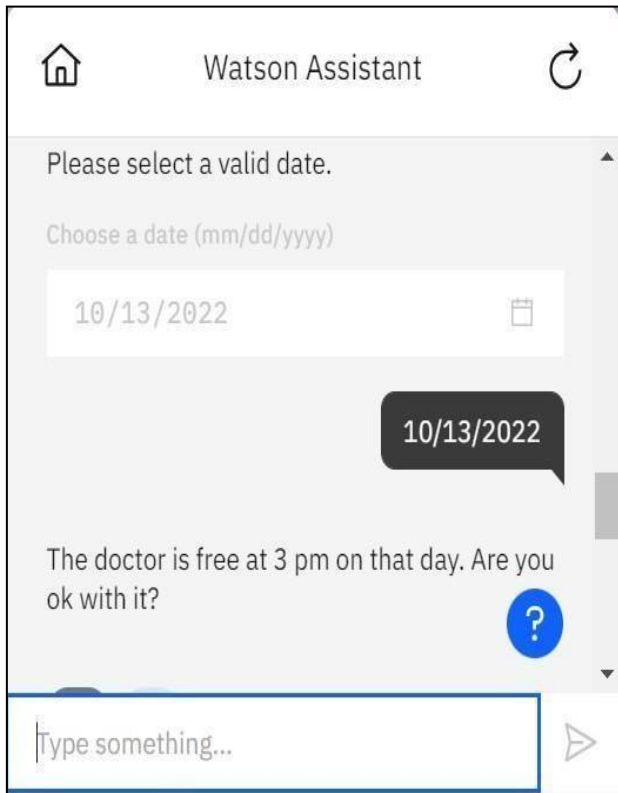 Watson Assistant
Please select a valid date.
Choose a date (mm/dd/yyyy)
10/13/2022
10/13/2022
The doctor is free at 3 pm on that day. Are you
ok with it?
?
Type something...